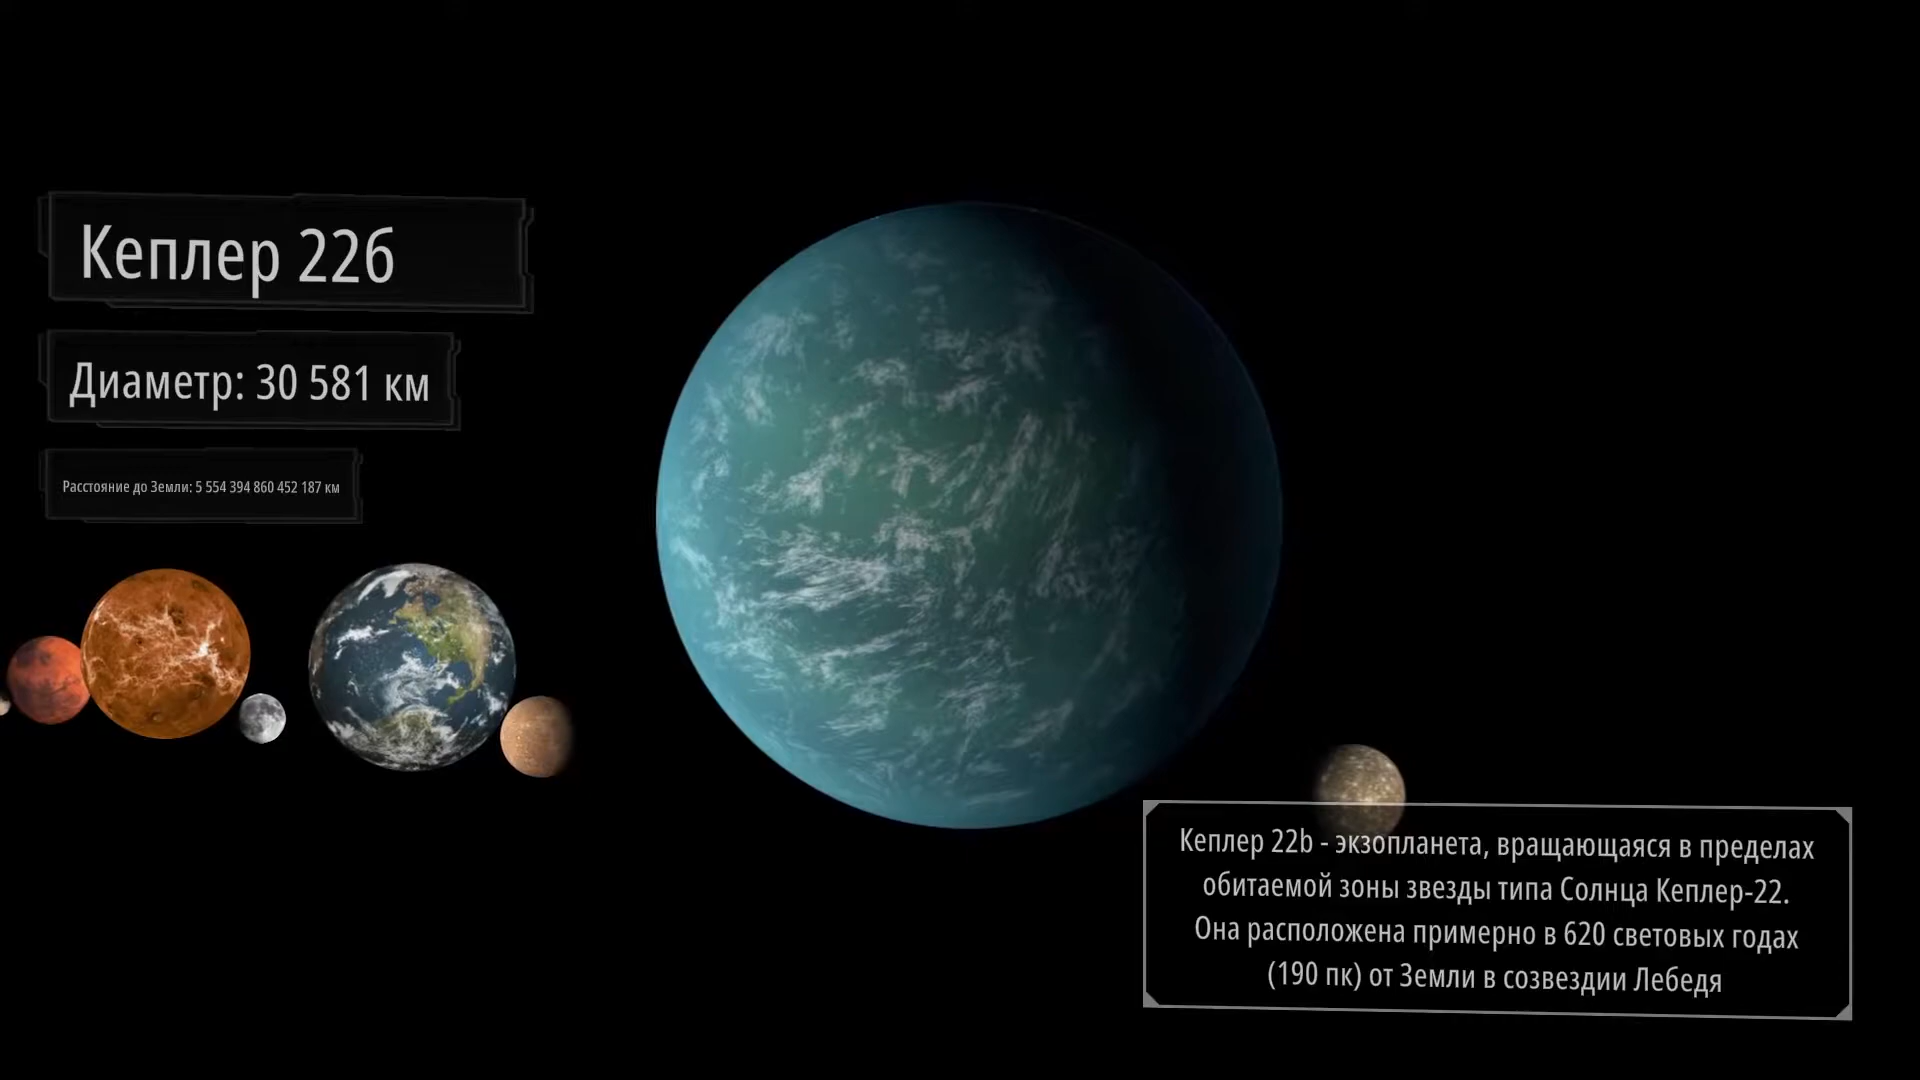 Кеплер 22б
Диаметр: 30 581 км
Расстояние до Земли: 5 554 394 860 452 187 км
Кеплер 22b - экзопланета, вращающаяся в пределах
обитаемой зоны звезды типа Солнца Кеплер-22.
Она расположена примерно в 620 световых годах
(190 пк) от Земли в созвездии Лебедя